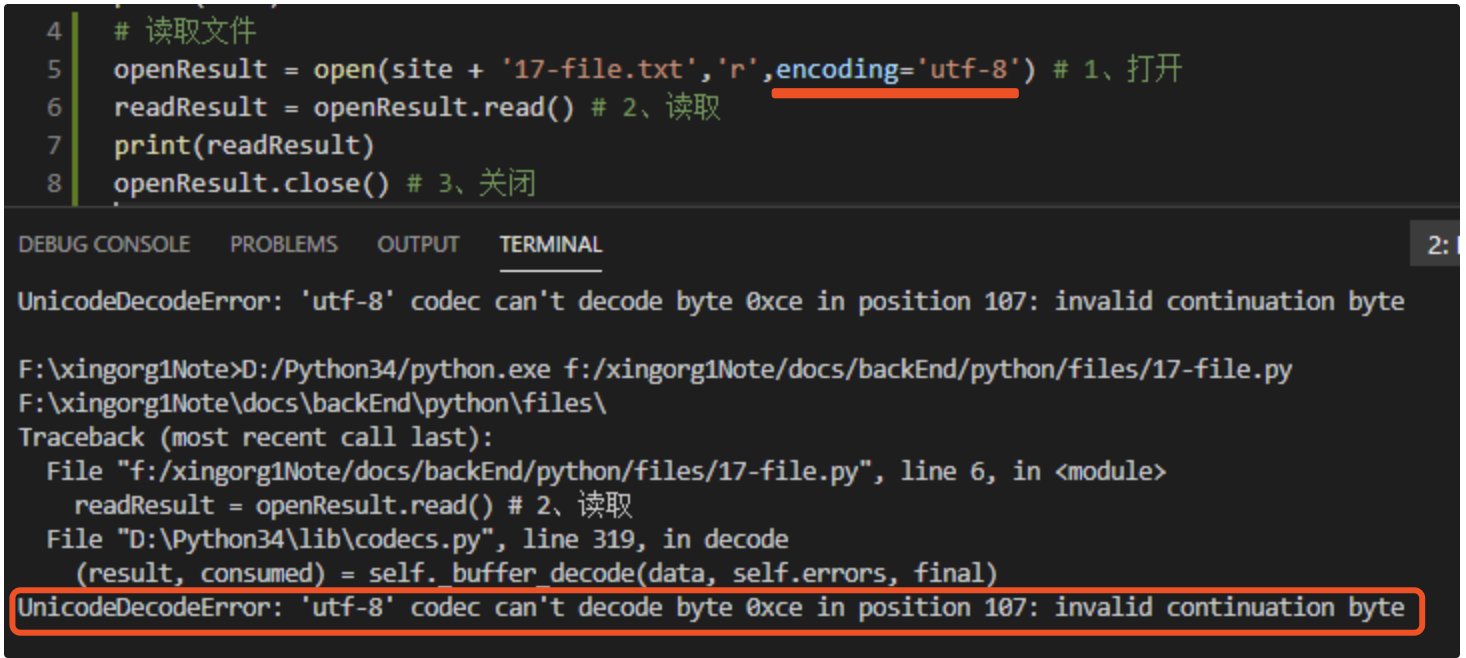 4 # 读取文件
5 openResult = open(site + '17-file.txt','r',encoding='utf-8') # 1、打开
6 readResult = openResult.read() # 2、读取
7 print(readResult)
8 openResult.close() # 3、关闭
DEBUG CONSOLE PROBLEMS OUTPUT TERMINAL 2:
UnicodeDecodeError: 'utf-8' codec can't decode byte 0xce in position 107: invalid continuation byte
F:\xingorg1Note>D:/Python34/python.exe f:/xingorg1Note/docs/backEnd/python/files/17-file.py
F:\xingorg1Note\docs\backEnd\python\files\
Traceback (most recent call last):
  File "f:/xingorg1Note/docs/backEnd/python/files/17-file.py", line 6, in <module>
    readResult = openResult.read() # 2、读取
  File "D:\Python34\lib\codecs.py", line 319, in decode
    (result, consumed) = self._buffer_decode(data, self.errors, final)
UnicodeDecodeError: 'utf-8' codec can't decode byte 0xce in position 107: invalid continuation byte